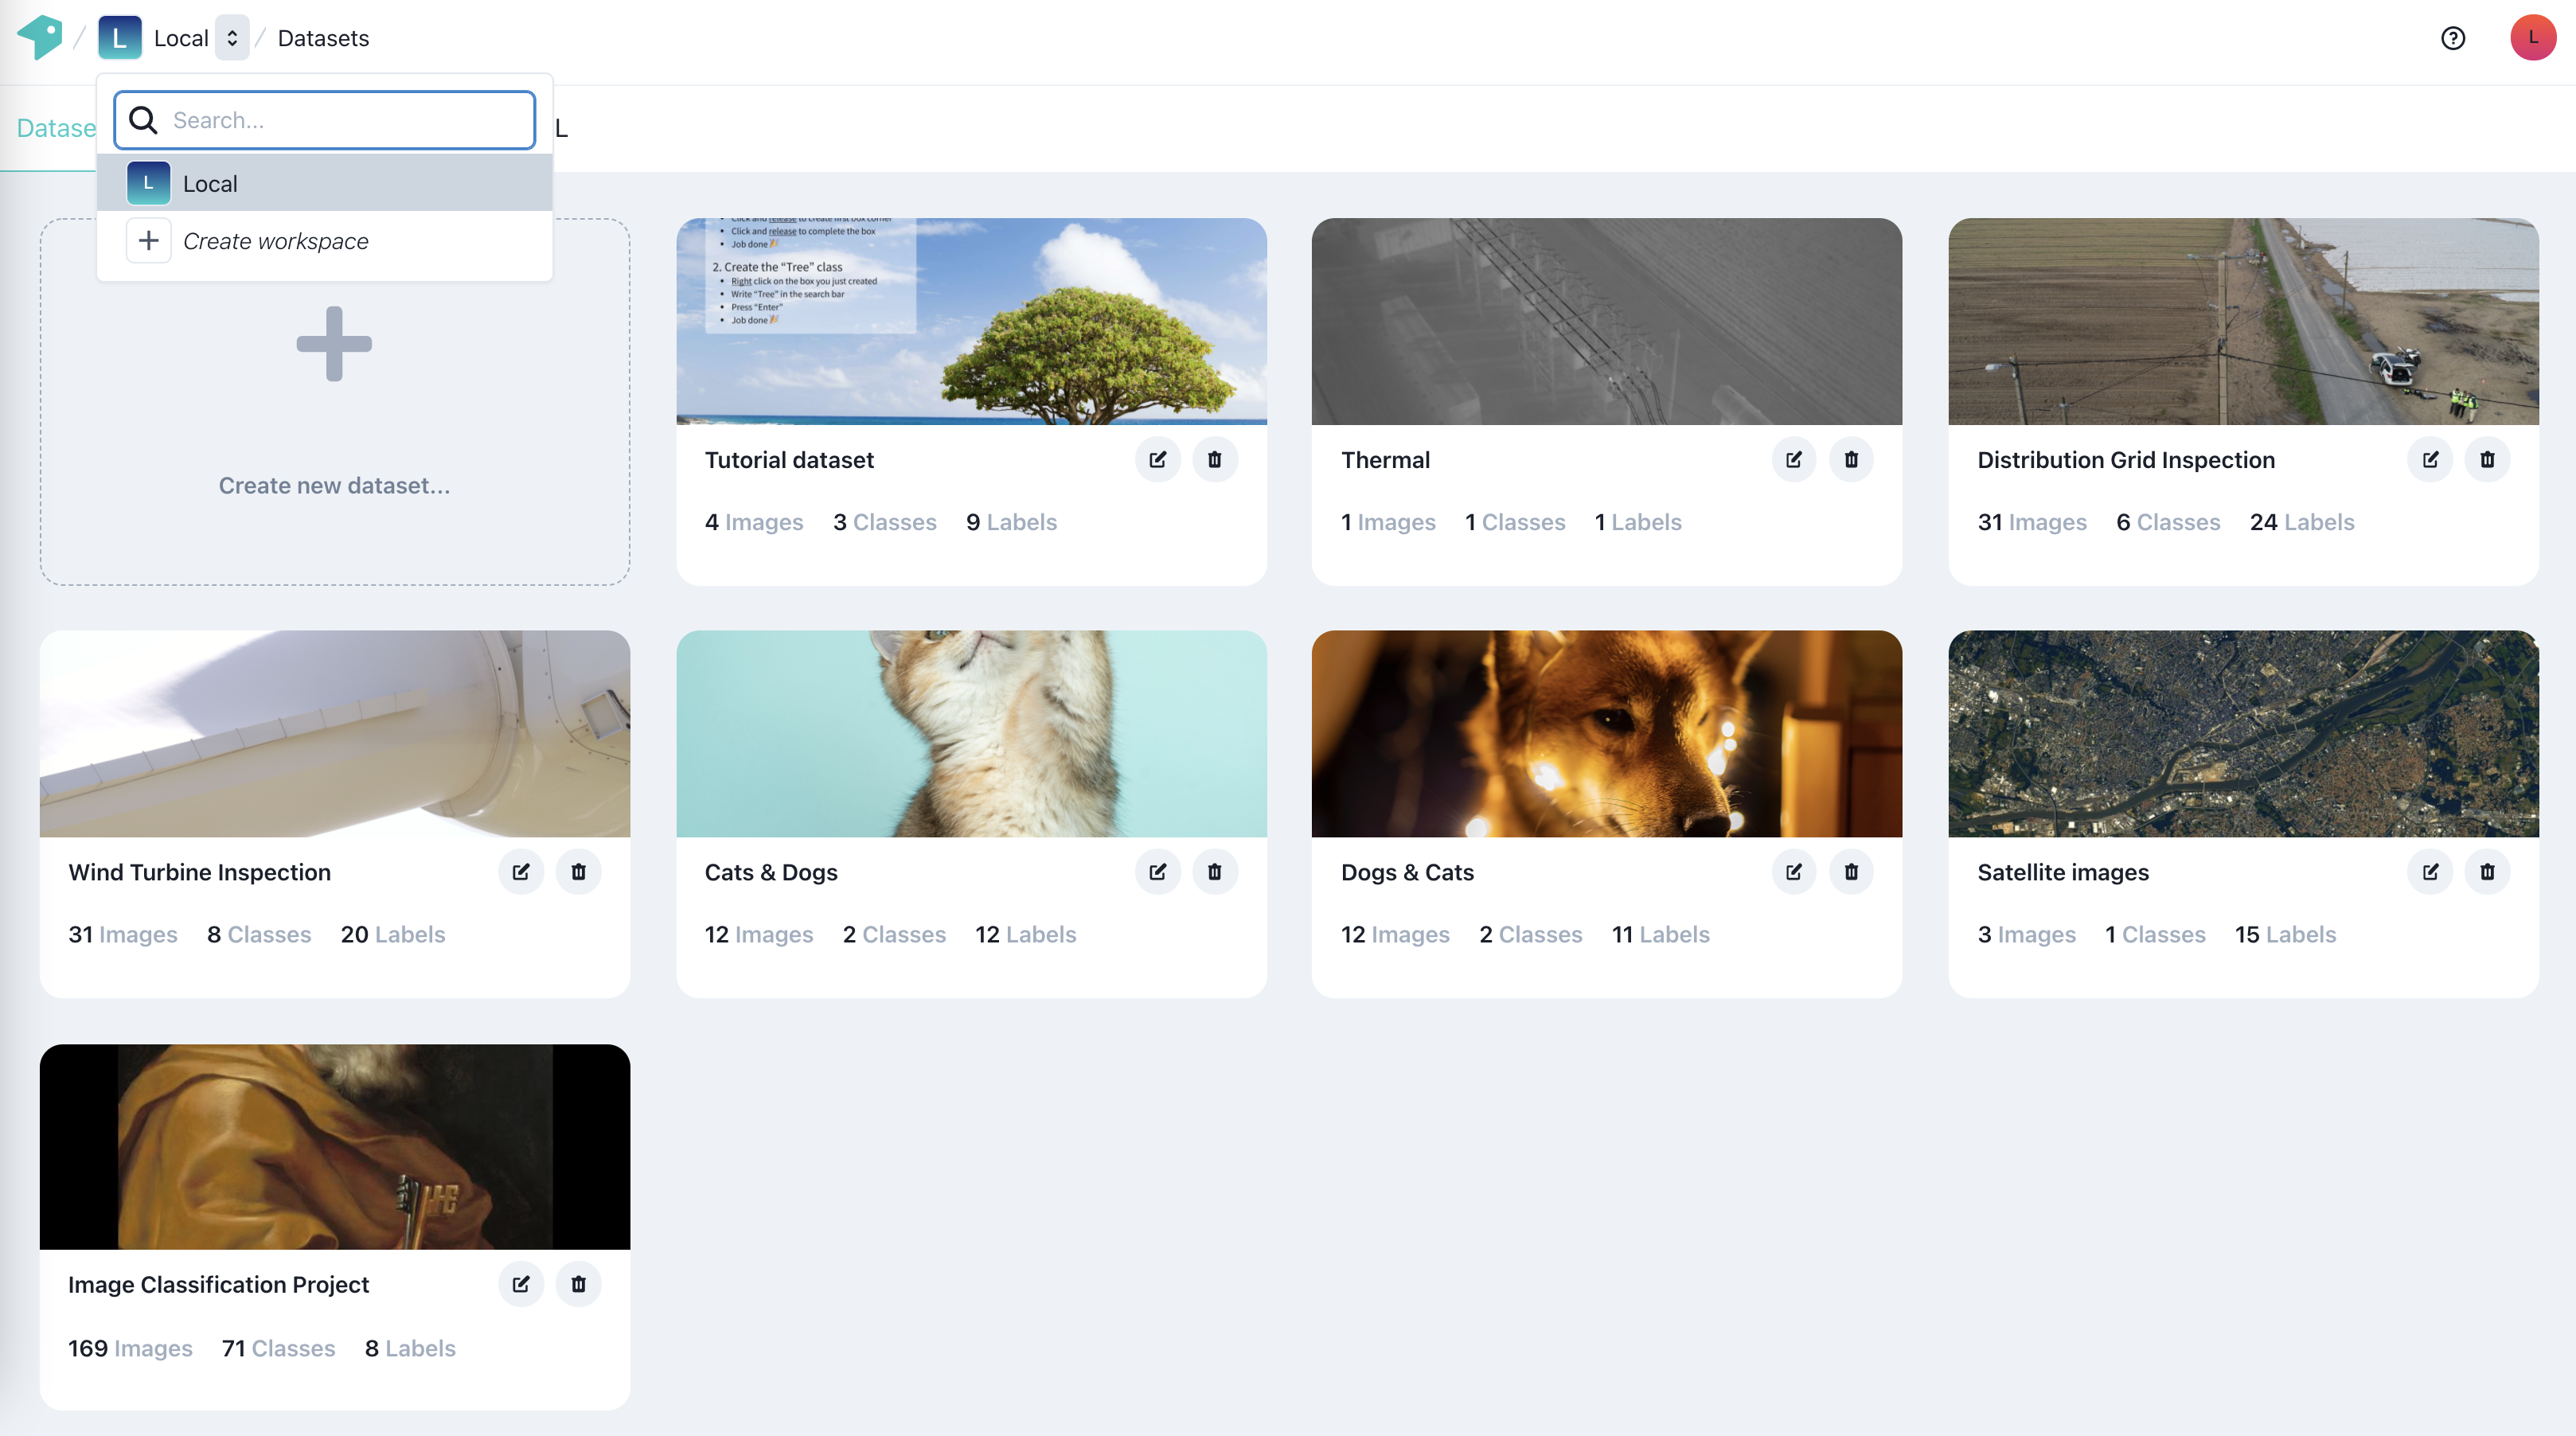 L Local / Datasets
L
Search...
Datase
L
L Local
Create workspace
Create new dataset...
Click and release to create first box corner
Click and release to complete the box
Job done
2. Create the “Tree” class
Right click on the box you just created
Write “Tree” in the search bar
Press “Enter”
Job done
Tutorial dataset
4 Images 3 Classes 9 Labels
Thermal
1 Images 1 Classes 1 Labels
Distribution Grid Inspection
31 Images 6 Classes 24 Labels
Wind Turbine Inspection
31 Images 8 Classes 20 Labels
Cats & Dogs
12 Images 2 Classes 12 Labels
Dogs & Cats
12 Images 2 Classes 11 Labels
Satellite images
3 Images 1 Classes 15 Labels
Image Classification Project
169 Images 71 Classes 8 Labels